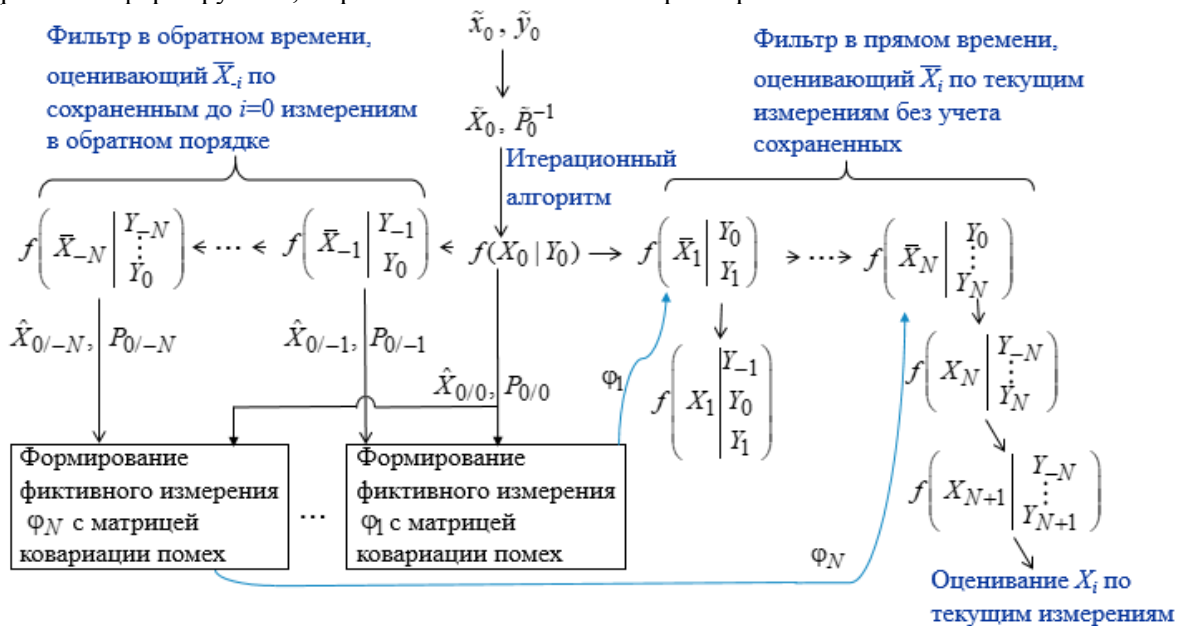 Фильтр в обратном времени,
оценивающий X̅₋ᵢ по
сохраненным до i=0 измерениям
в обратном порядке
x̃₀, ỹ₀
X̃₀, P̃₀⁻¹
Итерационный
алгоритм
Фильтр в прямом времени,
оценивающий X̅ᵢ по текущим
измерениям без учета
сохраненных
f( X̅₋N | Y₋N ⋮ Y₀ ) ← ⋯ ← f( X̅₋₁ | Y₋₁ Y₀ ) ← f(X₀ | Y₀) → f( X̅₁ | Y₀ Y₁ ) → ⋯ → f( X̅N | Y₀ ⋮ YN )
X̂₀/₋N, P₀/₋N
X̂₀/₋₁, P₀/₋₁
X̂₀/₀, P₀/₀
φ₁
f( X₁ | Y₋₁ Y₀ Y₁ )
f( XN | Y₋N ⋮ YN )
f( XN+1 | Y₋N ⋮ YN+1 )
Формирование
фиктивного измерения
φN с матрицей
ковариации помех
...
Формирование
фиктивного измерения
φ₁ с матрицей
ковариации помех
φN
Оценивание Xᵢ по
текущим измерениям